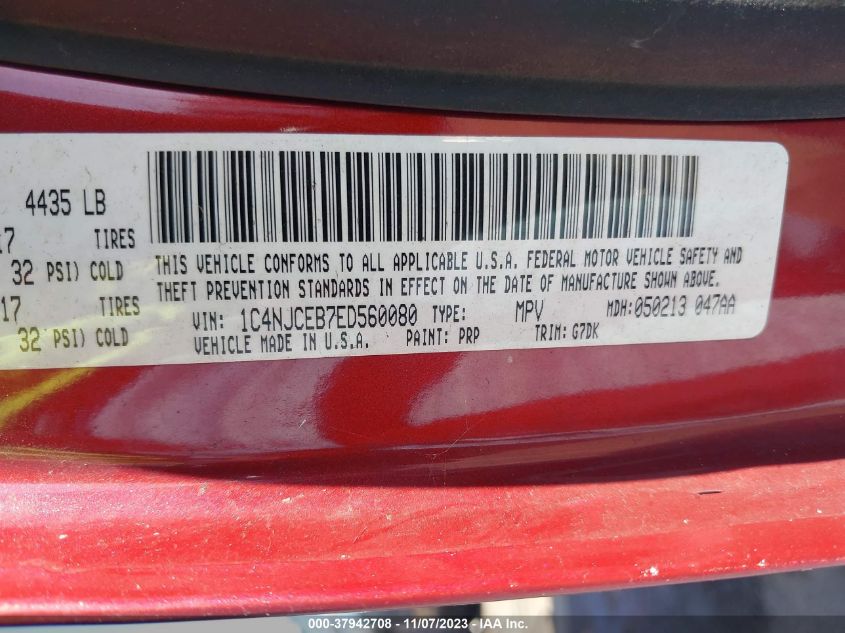 4435 LB
17 TIRES
32 PSI) COLD
17 TIRES
32 PSI) COLD
THIS VEHICLE CONFORMS TO ALL APPLICABLE U.S.A. FEDERAL MOTOR VEHICLE SAFETY AND
THEFT PREVENTION STANDARDS IN EFFECT ON THE DATE OF MANUFACTURE SHOWN ABOVE.
VIN: 1C4NJCEB7ED560080 TYPE: MPV MDH:050213 047AA
VEHICLE MADE IN U.S.A. PAINT: PRP TRIM: G7DK
000-37942708 - 11/07/2023 - IAA Inc.